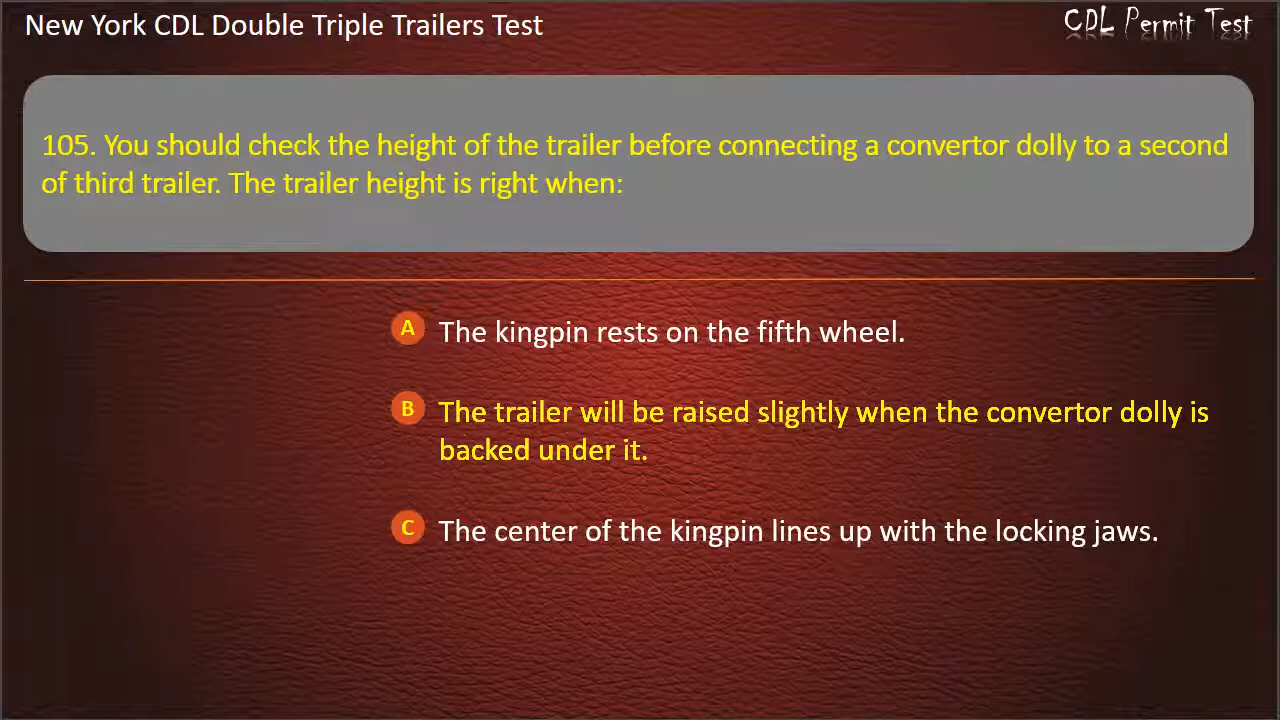 New York CDL Double Triple Trailers Test
CDL Permit Test
105. You should check the height of the trailer before connecting a convertor dolly to a second
of third trailer. The trailer height is right when:
A The kingpin rests on the fifth wheel.
B The trailer will be raised slightly when the convertor dolly is
backed under it.
C The center of the kingpin lines up with the locking jaws.